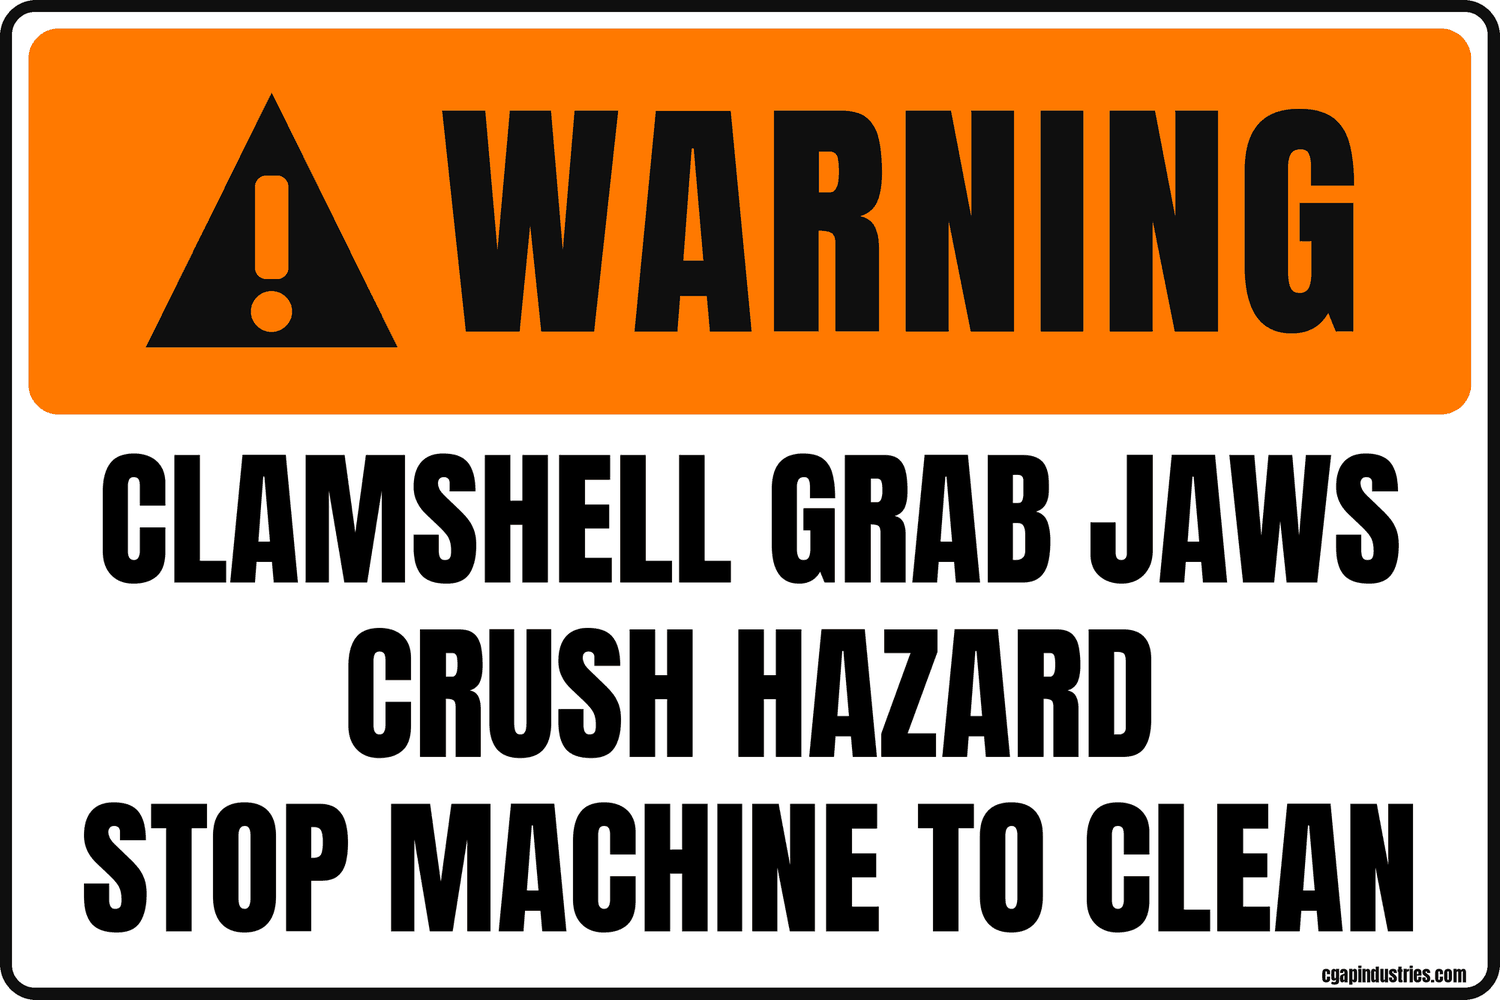 WARNING
CLAMSHELL GRAB JAWS
CRUSH HAZARD
STOP MACHINE TO CLEAN
cgapindustries.com